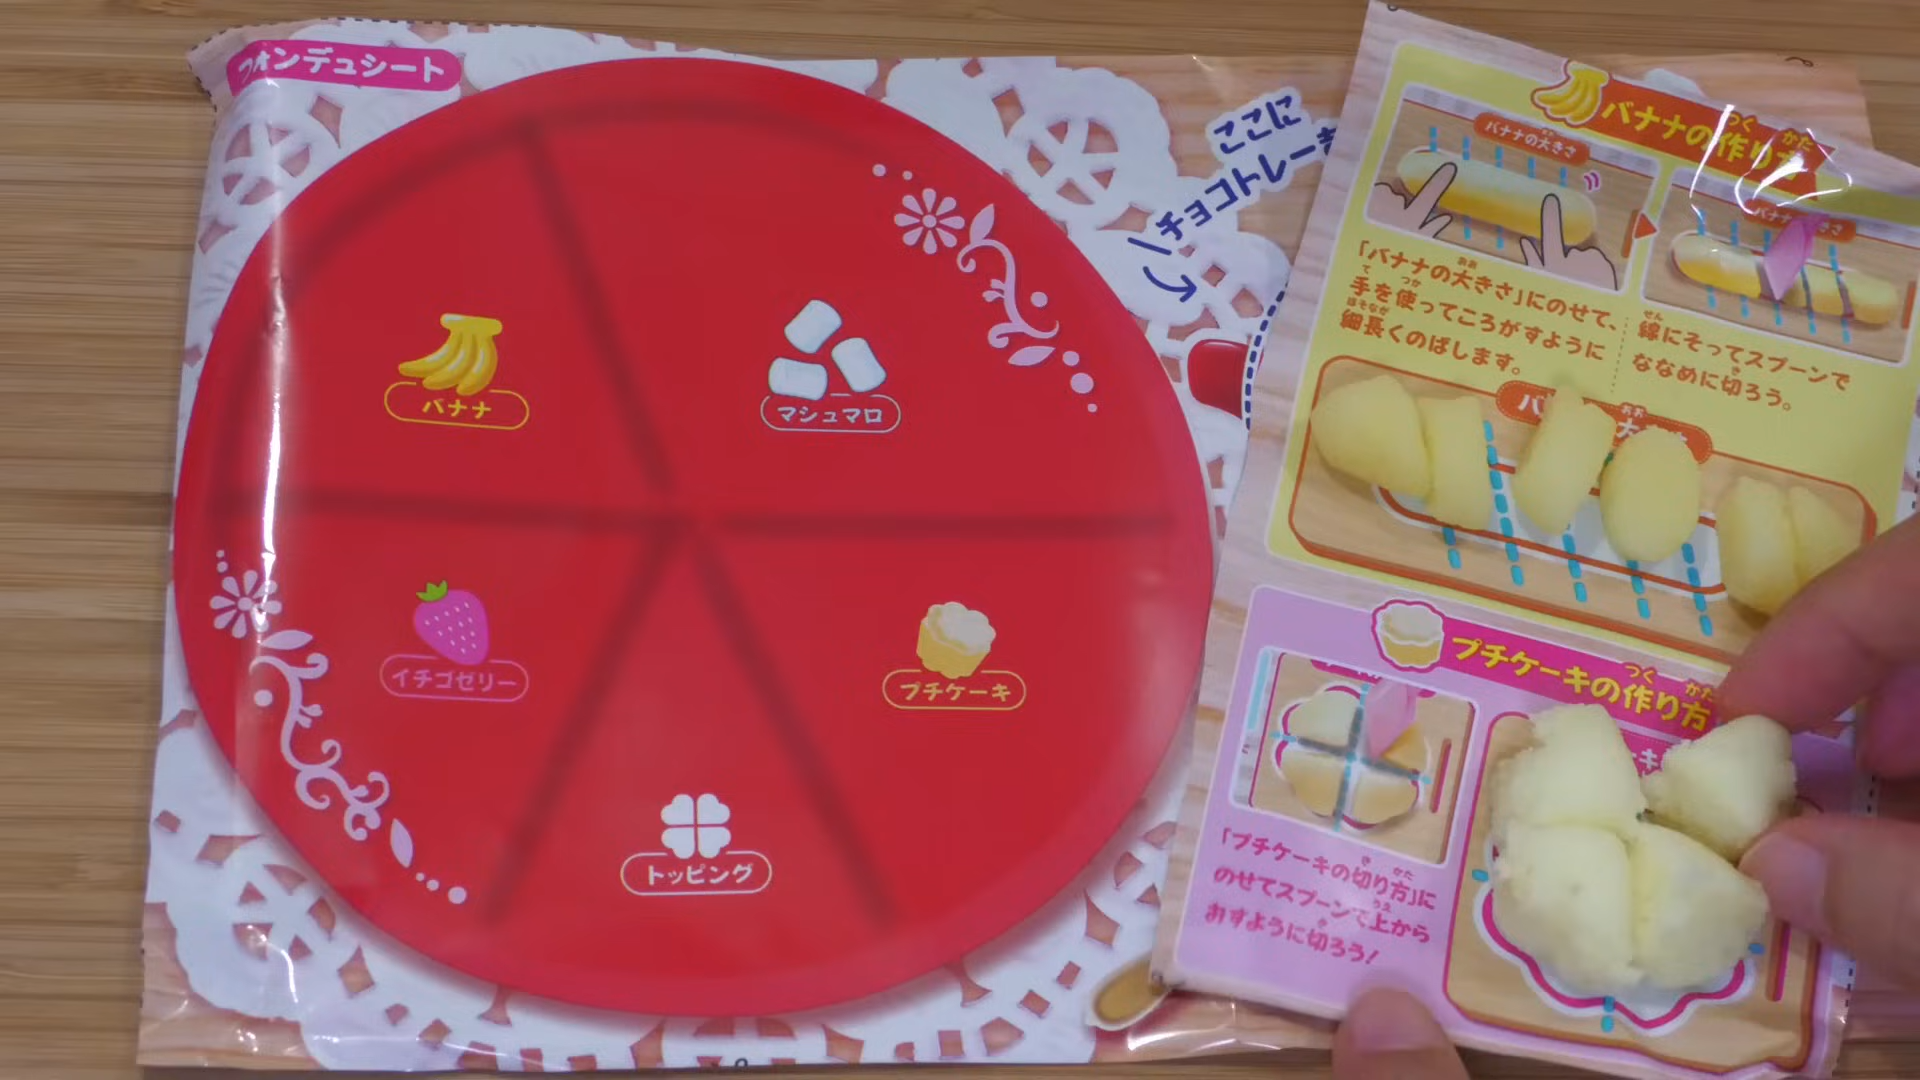 フォンデュシート
ここに
チョコトレーを
バナナ
マシュマロ
イチゴゼリー
プチケーキ
トッピング
バナナの作り方
バナナの大きさ
「バナナの大きさ」にのせて、
手を使ってころがすように
細長くのばします。
線にそってスプーンで
ななめに切ろう。
プチケーキの作り方
「プチケーキの切り方」に
のせてスプーンで上から
おすように切ろう!